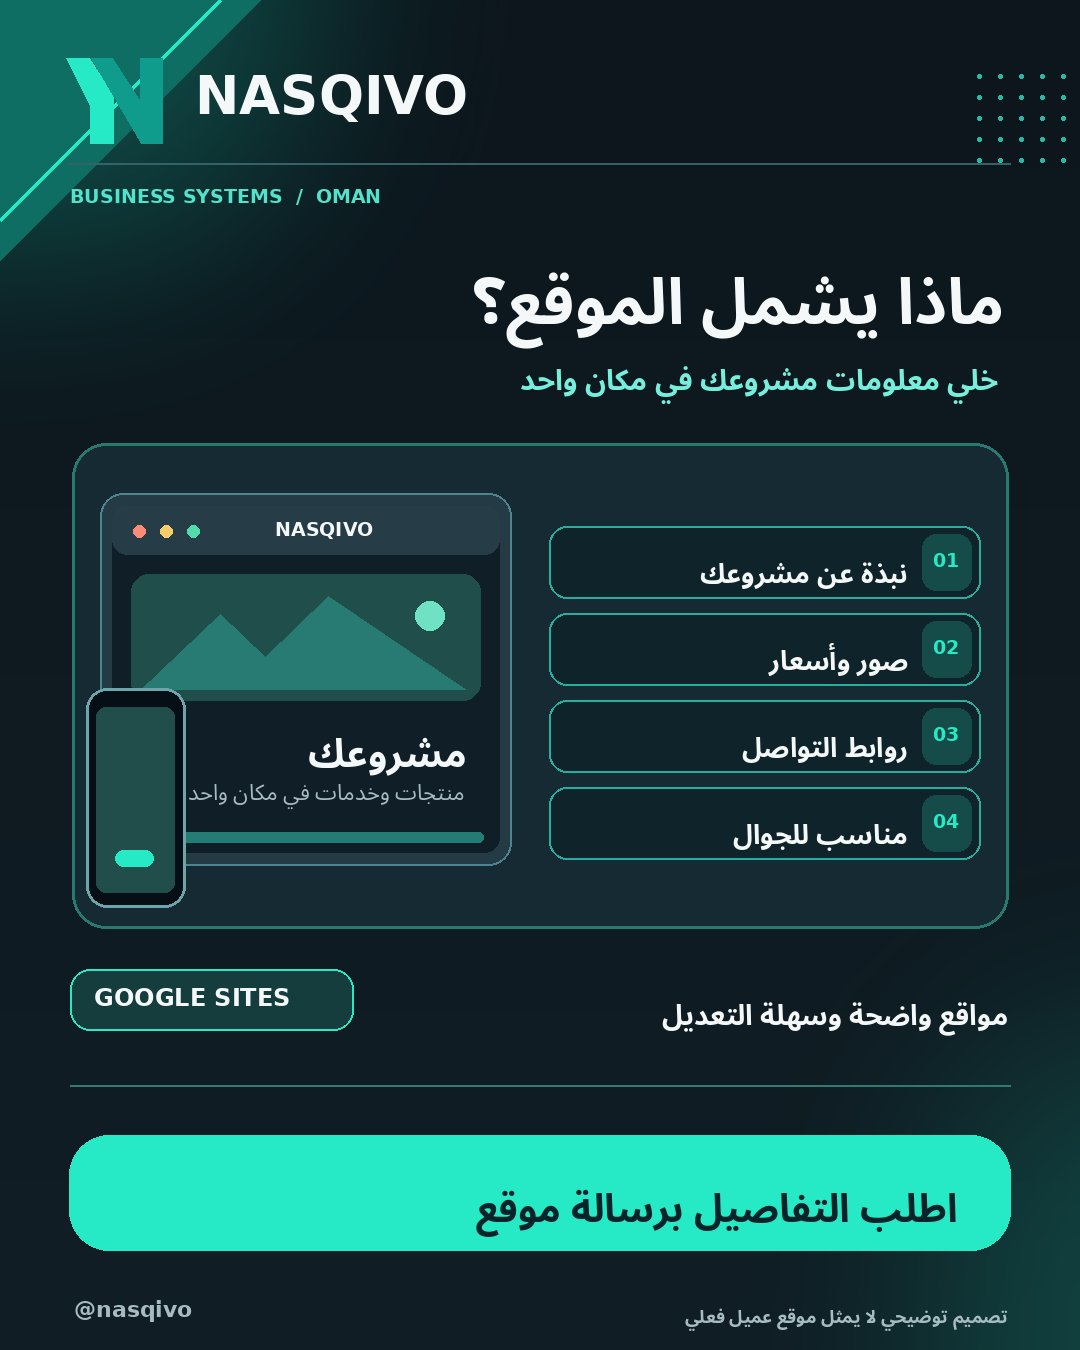 NASQIVO
BUSINESS SYSTEMS / OMAN
ماذا يشمل الموقع؟
خلي معلومات مشروعك في مكان واحد
NASQIVO
مشروعك
منتجات وخدمات في مكان واحد
01 نبذة عن مشروعك
02 صور وأسعار
03 روابط التواصل
04 مناسب للجوال
GOOGLE SITES
مواقع واضحة وسهلة التعديل
اطلب التفاصيل برسالة موقع
@nasqivo
تصميم توضيحي لا يمثل موقع عميل فعلي